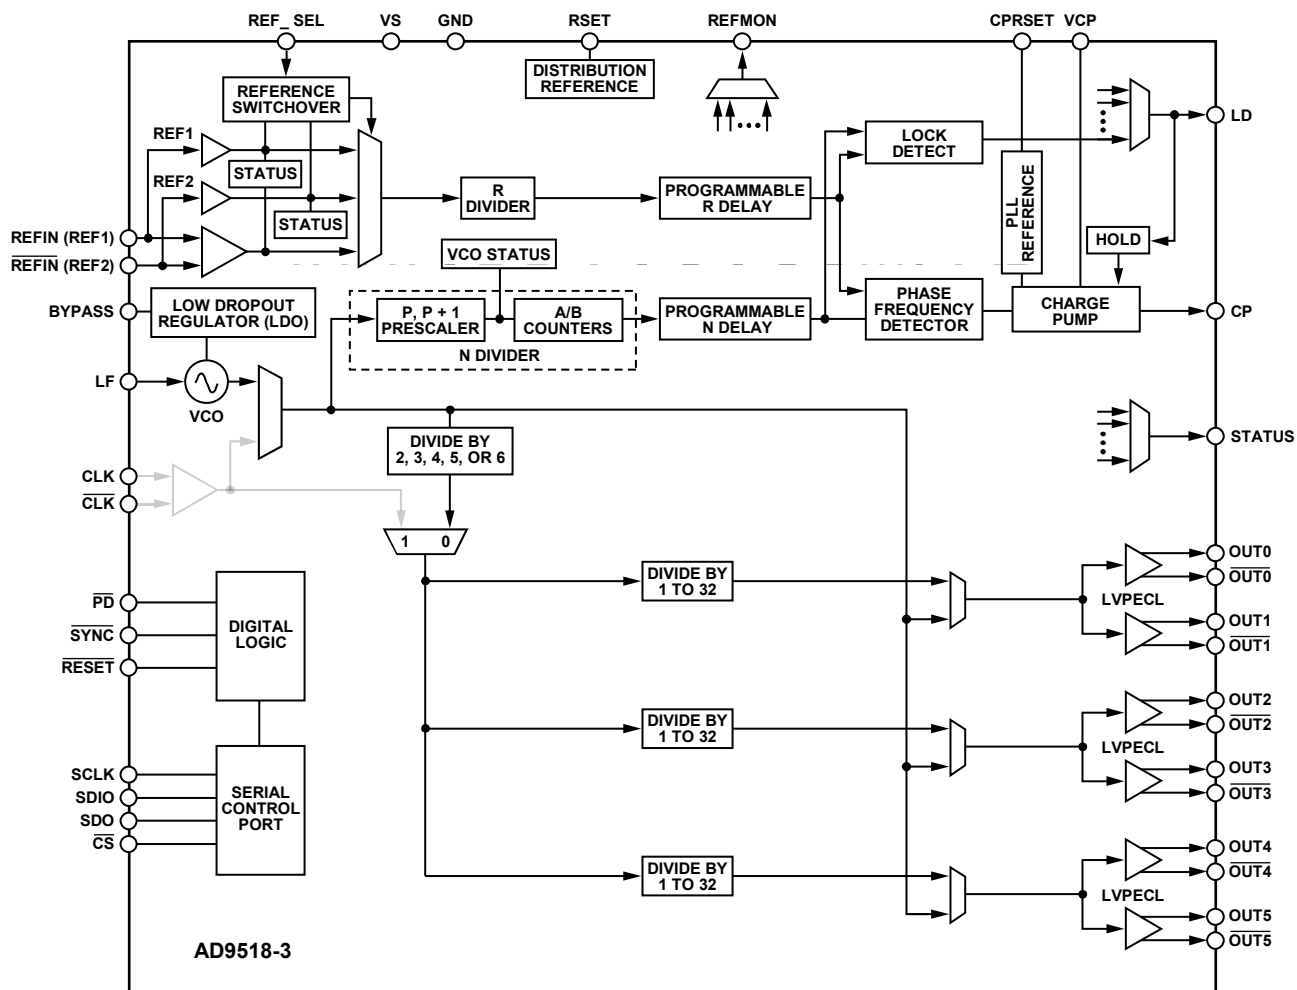 REF_ SEL
VS
GND
RSET
REFMON
CPRSET
VCP
DISTRIBUTION
REFERENCE
REFERENCE
SWITCHOVER
REF1
STATUS
REF2
STATUS
REFIN (REF1)
REFIN (REF2)
BYPASS
LOW DROPOUT
REGULATOR (LDO)
LF
VCO
R
DIVIDER
VCO STATUS
P, P + 1
PRESCALER
A/B
COUNTERS
N DIVIDER
PROGRAMMABLE
R DELAY
PROGRAMMABLE
N DELAY
LOCK
DETECT
PHASE
FREQUENCY
DETECTOR
PLL
REFERENCE
HOLD
CHARGE
PUMP
LD
CP
STATUS
CLK
CLK
DIVIDE BY
2, 3, 4, 5, OR 6
1 0
PD
SYNC
RESET
DIGITAL
LOGIC
SCLK
SDIO
SDO
CS
SERIAL
CONTROL
PORT
DIVIDE BY
1 TO 32
LVPECL
OUT0
OUT0
OUT1
OUT1
DIVIDE BY
1 TO 32
LVPECL
OUT2
OUT2
OUT3
OUT3
DIVIDE BY
1 TO 32
LVPECL
OUT4
OUT4
OUT5
OUT5
AD9518-3